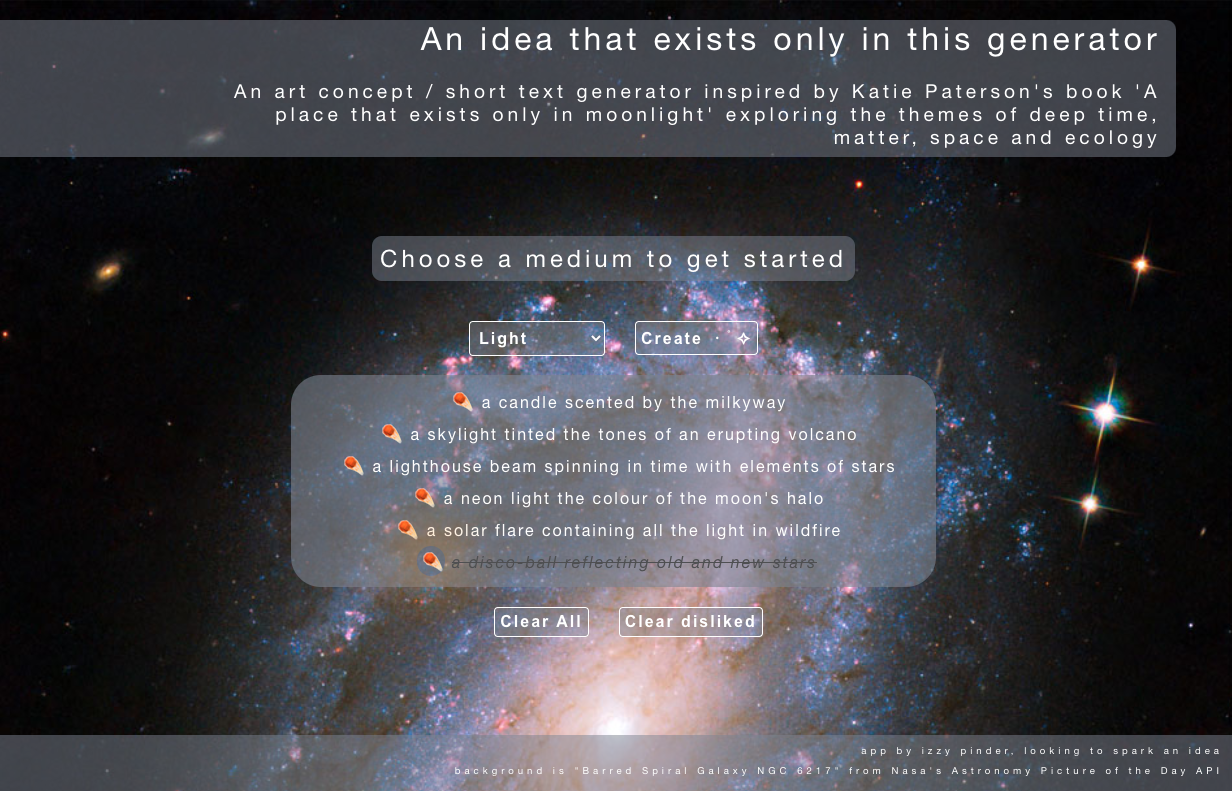 An idea that exists only in this generator
An art concept / short text generator inspired by Katie Paterson's book 'A
place that exists only in moonlight' exploring the themes of deep time,
matter, space and ecology
Choose a medium to get started
Light
Create · ✧
a candle scented by the milkyway
a skylight tinted the tones of an erupting volcano
a lighthouse beam spinning in time with elements of stars
a neon light the colour of the moon's halo
a solar flare containing all the light in wildfire
a disco-ball reflecting old and new stars
Clear All
Clear disliked
app by izzy pinder, looking to spark an idea
background is "Barred Spiral Galaxy NGC 6217" from Nasa's Astronomy Picture of the Day API